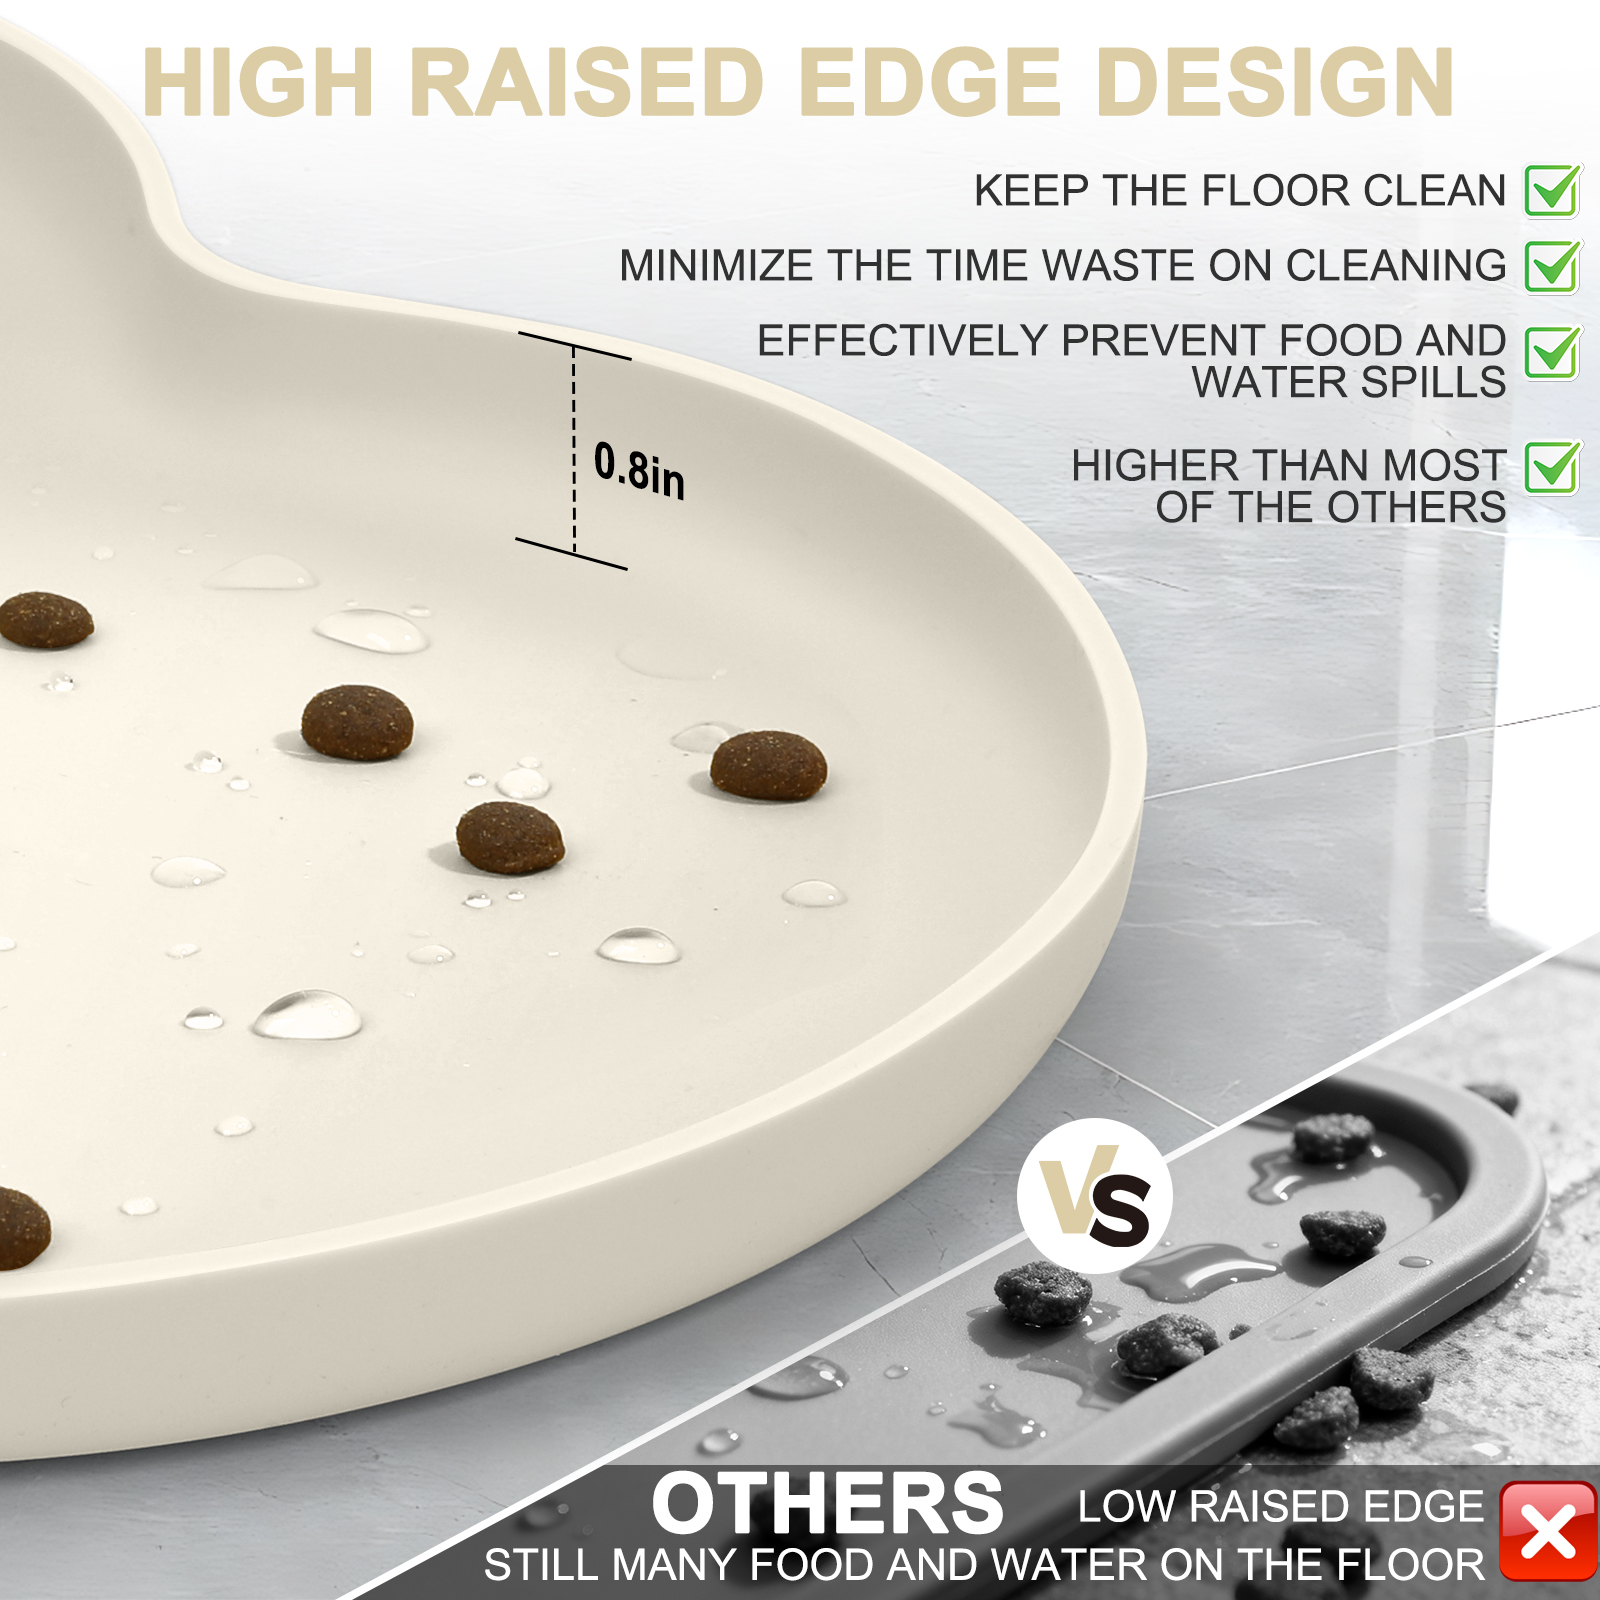 HIGH RAISED EDGE DESIGN
KEEP THE FLOOR CLEAN
MINIMIZE THE TIME WASTE ON CLEANING
EFFECTIVELY PREVENT FOOD AND
WATER SPILLS
0.8in
HIGHER THAN MOST
OF THE OTHERS
VS
OTHERS
LOW RAISED EDGE
STILL MANY FOOD AND WATER ON THE FLOOR